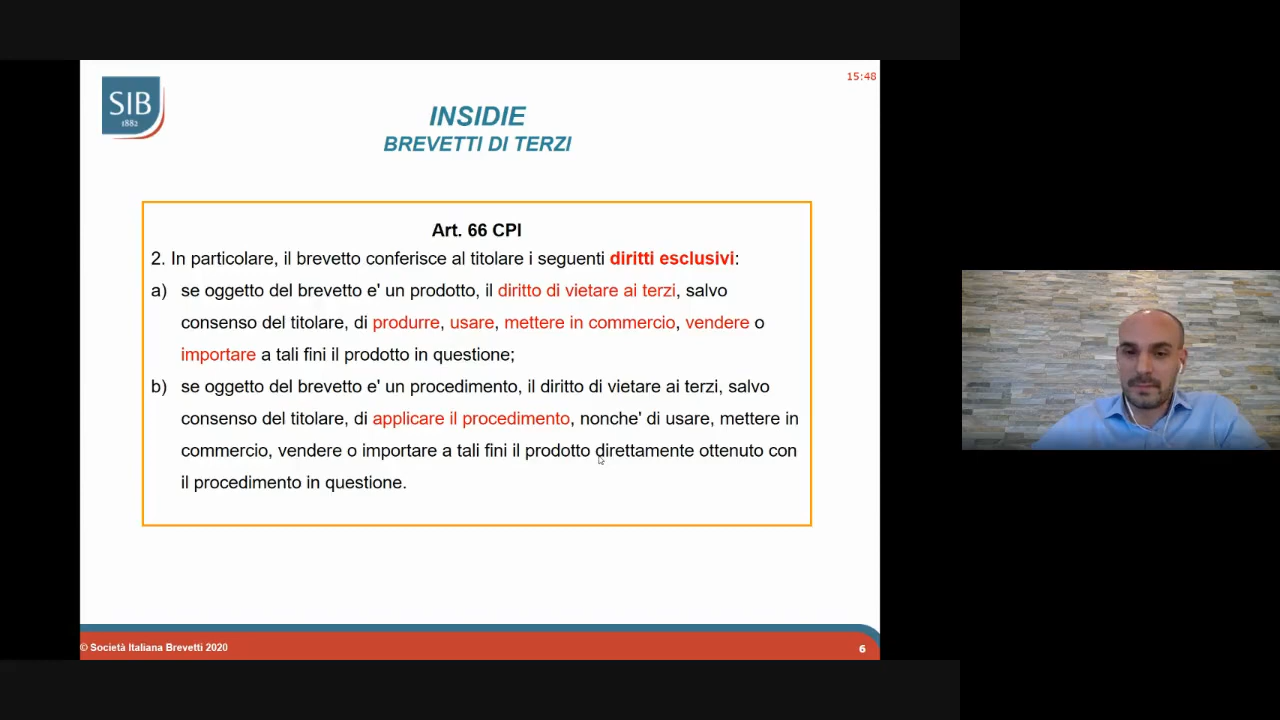 SIB
1882
15:48
INSIDIE
BREVETTI DI TERZI
Art. 66 CPI
2. In particolare, il brevetto conferisce al titolare i seguenti diritti esclusivi:
a) se oggetto del brevetto e' un prodotto, il diritto di vietare ai terzi, salvo
consenso del titolare, di produrre, usare, mettere in commercio, vendere o
importare a tali fini il prodotto in questione;
b) se oggetto del brevetto e' un procedimento, il diritto di vietare ai terzi, salvo
consenso del titolare, di applicare il procedimento, nonche' di usare, mettere in
commercio, vendere o importare a tali fini il prodotto direttamente ottenuto con
il procedimento in questione.
© Società Italiana Brevetti 2020
6